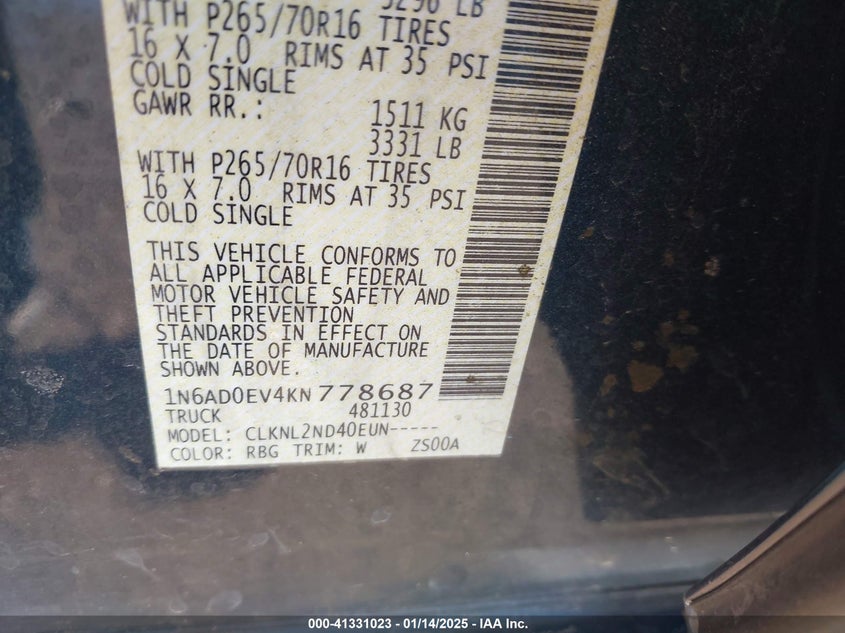 3296 LB
WITH P265/70R16 TIRES
16 X 7.0 RIMS AT 35 PSI
COLD SINGLE
GAWR RR.: 1511 KG
3331 LB
WITH P265/70R16 TIRES
16 X 7.0 RIMS AT 35 PSI
COLD SINGLE
THIS VEHICLE CONFORMS TO
ALL APPLICABLE FEDERAL
MOTOR VEHICLE SAFETY AND
THEFT PREVENTION
STANDARDS IN EFFECT ON
THE DATE OF MANUFACTURE
SHOWN ABOVE.
1N6AD0EV4KN778687
TRUCK 481130
MODEL: CLKNL2ND40EUN-----
COLOR: RBG TRIM: W ZS00A
000-41331023 - 01/14/2025 - IAA Inc.